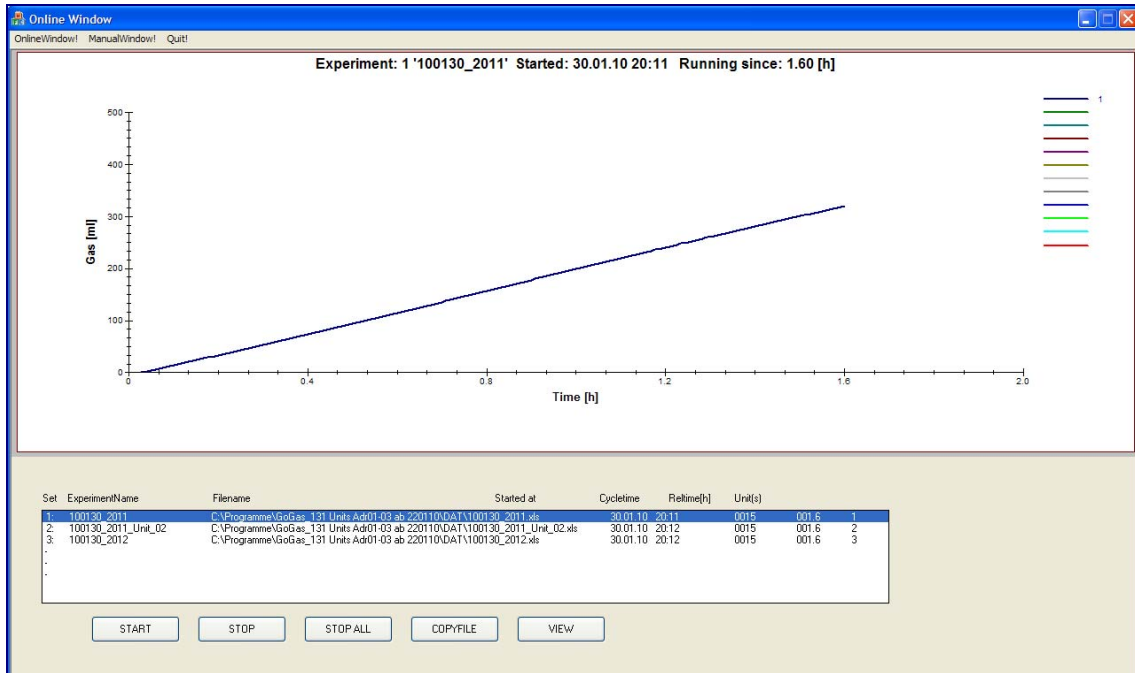 Online Window
OnlineWindow! ManualWindow! Quit!
Experiment: 1 '100130_2011' Started: 30.01.10 20:11 Running since: 1.60 [h]
1
500
400
300
200
100
0
Gas [ml]
0 0.4 0.8 1.2 1.6 2.0
Time [h]
Set ExperimentName Filename Started at Cycletime Reltime[h] Unit(s)
1: 100130_2011 C:\Programme\GoGas_131 Units Adr01-03 ab 220110\DAT\100130_2011.xls 30.01.10 20:11 0015 001.6 1
2: 100130_2011_Unit_02 C:\Programme\GoGas_131 Units Adr01-03 ab 220110\DAT\100130_2011_Unit_02.xls 30.01.10 20:12 0015 001.6 2
3: 100130_2012 C:\Programme\GoGas_131 Units Adr01-03 ab 220110\DAT\100130_2012.xls 30.01.10 20:12 0015 001.6 3
.
.
.
START STOP STOP ALL COPYFILE VIEW